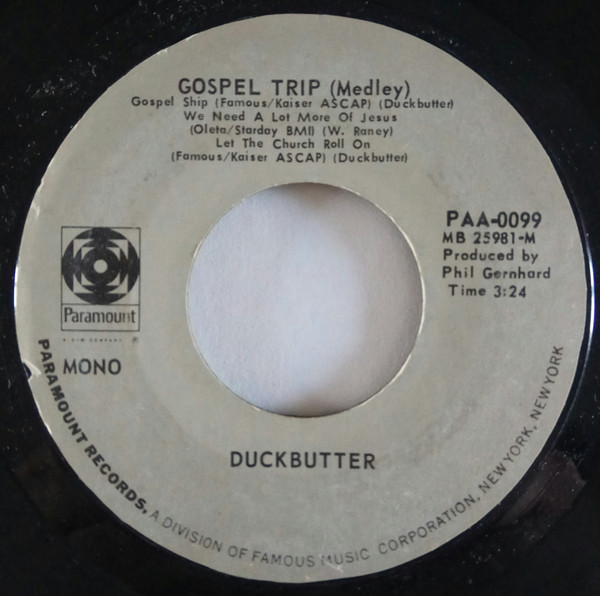 GOSPEL TRIP (Medley)
Gospel Ship (Famous/Kaiser ASCAP) (Duckbutter)
We Need A Lot More Of Jesus
(Oleta/Starday BMI) (W. Raney)
Let The Church Roll On
(Famous/Kaiser ASCAP) (Duckbutter)
PAA-0099
MB 25981-M
Produced by
Phil Gernhard
Time 3:24
Paramount
A G+W COMPANY
MONO
DUCKBUTTER
PARAMOUNT RECORDS, A DIVISION OF FAMOUS MUSIC CORPORATION, NEW YORK, NEW YORK